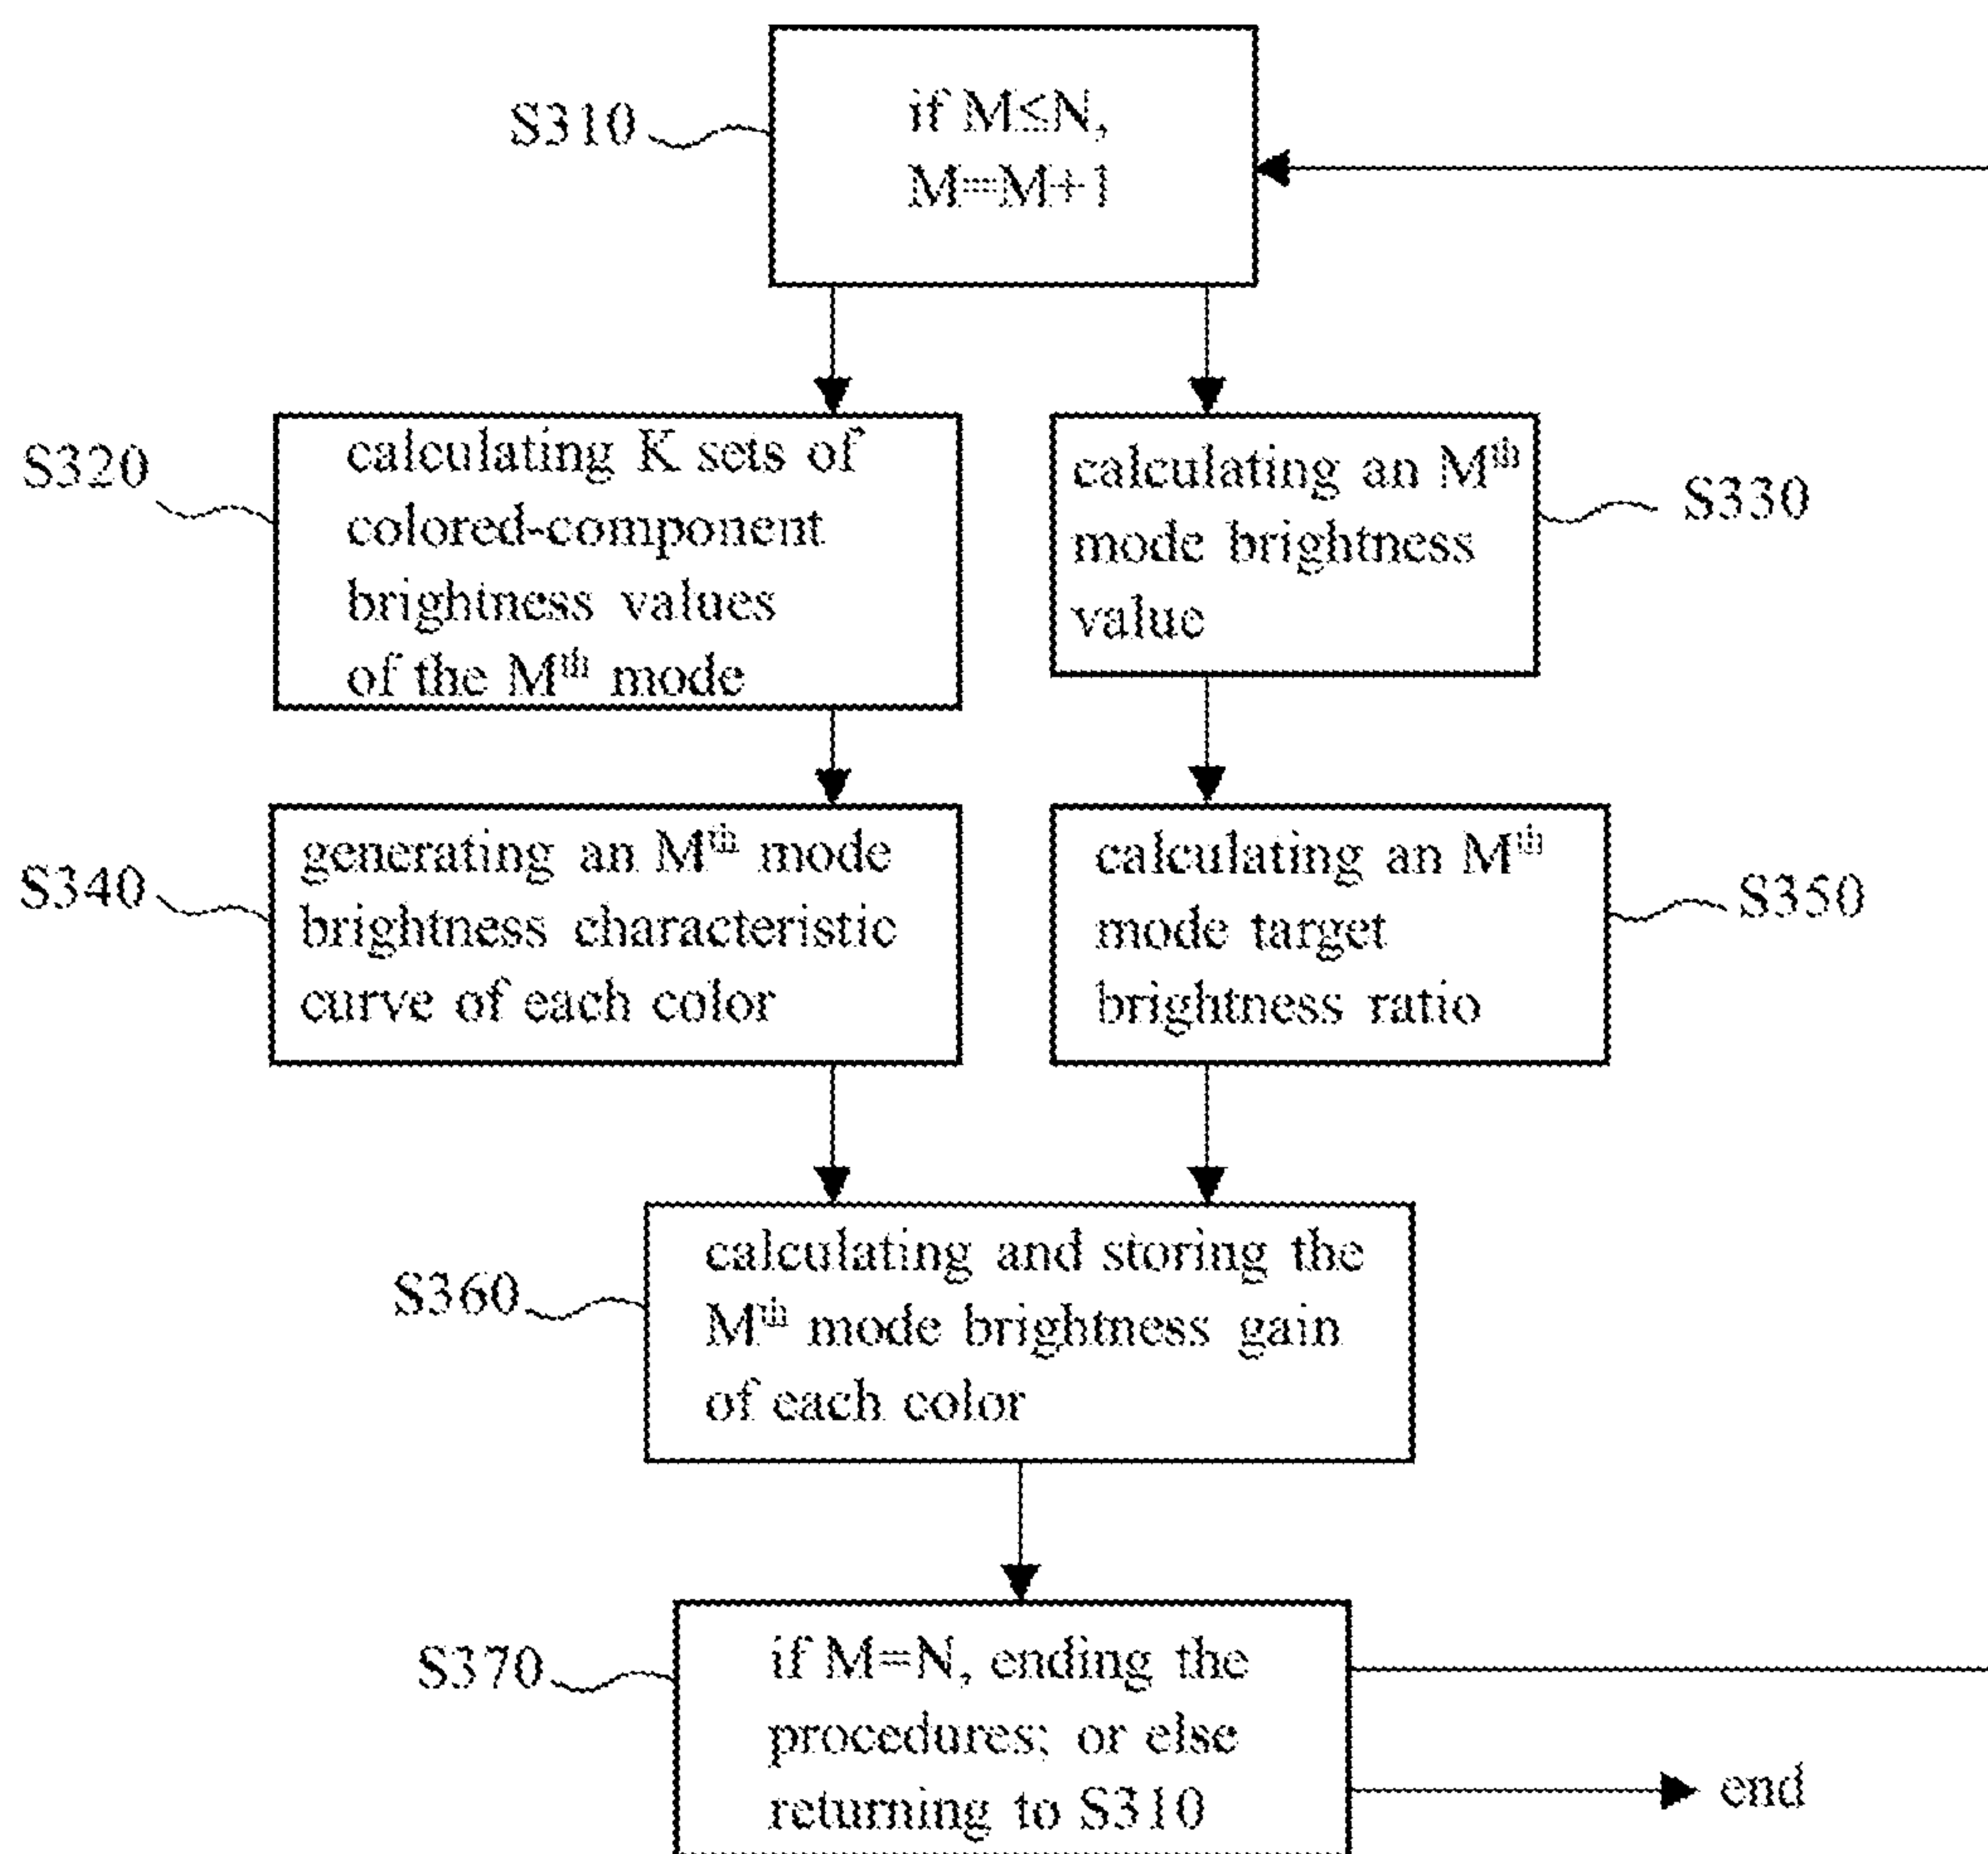 S310
if M≤N,
M=M+1
S320
calculating K sets of
colored-component
brightness values
of the Mth mode
calculating an Mth
mode brightness
value
S330
S340
generating an Mth mode
brightness characteristic
curve of each color
calculating an Mth
mode target
brightness ratio
S350
S360
calculating and storing the
Mth mode brightness gain
of each color
S370
if M=N, ending the
procedures; or else
returning to S310
end